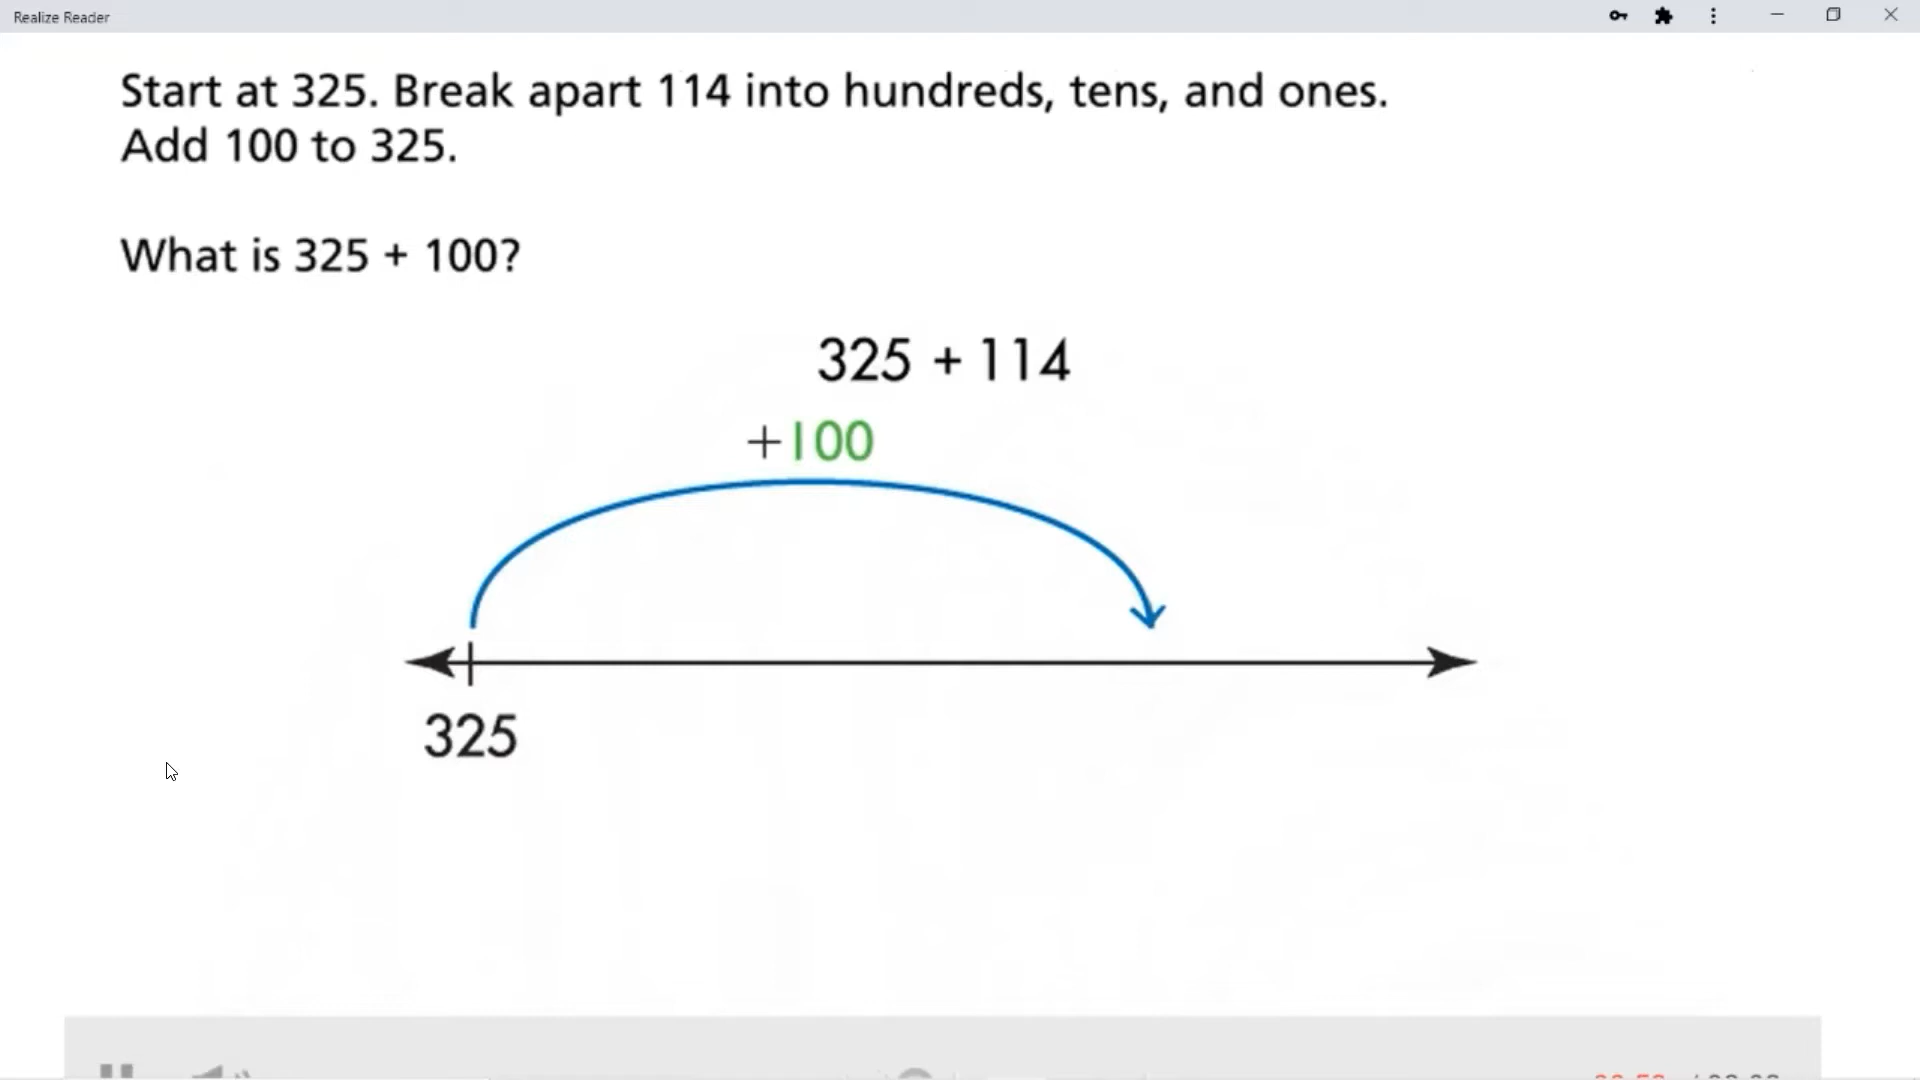 Realize Reader
Start at 325. Break apart 114 into hundreds, tens, and ones.
Add 100 to 325.
What is 325 + 100?
325 + 114
+100
325